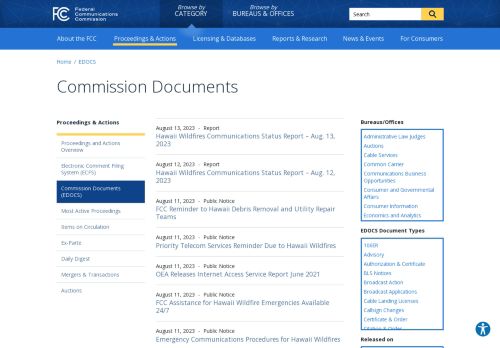 Federal
Communications
Commission
Browse by
CATEGORY
Browse by
BUREAUS & OFFICES
Search
About the FCC
Proceedings & Actions
Licensing & Databases
Reports & Research
News & Events
For Consumers
Home / EDOCS
Commission Documents
Proceedings & Actions
Proceedings and Actions
Overview
Electronic Comment Filing
System (ECFS)
Commission Documents
(EDOCS)
Most Active Proceedings
Items on Circulation
Ex-Parte
Daily Digest
Mergers & Transactions
Auctions
August 13, 2023 - Report
Hawaii Wildfires Communications Status Report – Aug. 13,
2023
August 12, 2023 - Report
Hawaii Wildfires Communications Status Report – Aug. 12,
2023
August 11, 2023 - Public Notice
FCC Reminder to Hawaii Debris Removal and Utility Repair
Teams
August 11, 2023 - Public Notice
Priority Telecom Services Reminder Due to Hawaii Wildfires
August 11, 2023 - Public Notice
OEA Releases Internet Access Service Report June 2021
August 11, 2023 - Public Notice
FCC Assistance for Hawaii Wildfire Emergencies Available
24/7
August 11, 2023 - Public Notice
Emergency Communications Procedures for Hawaii Wildfires
Bureaus/Offices
Administrative Law Judges
Auctions
Cable Services
Common Carrier
Communications Business
Opportunities
Consumer and Governmental
Affairs
Consumer Information
Economics and Analytics
EDOCS Document Types
106ER
Advisory
Authorization & Certificate
BLS Notices
Broadcast Action
Broadcast Applications
Cable Landing Licenses
Callsign Changes
Certificate & Order
Citation & Order
Released on